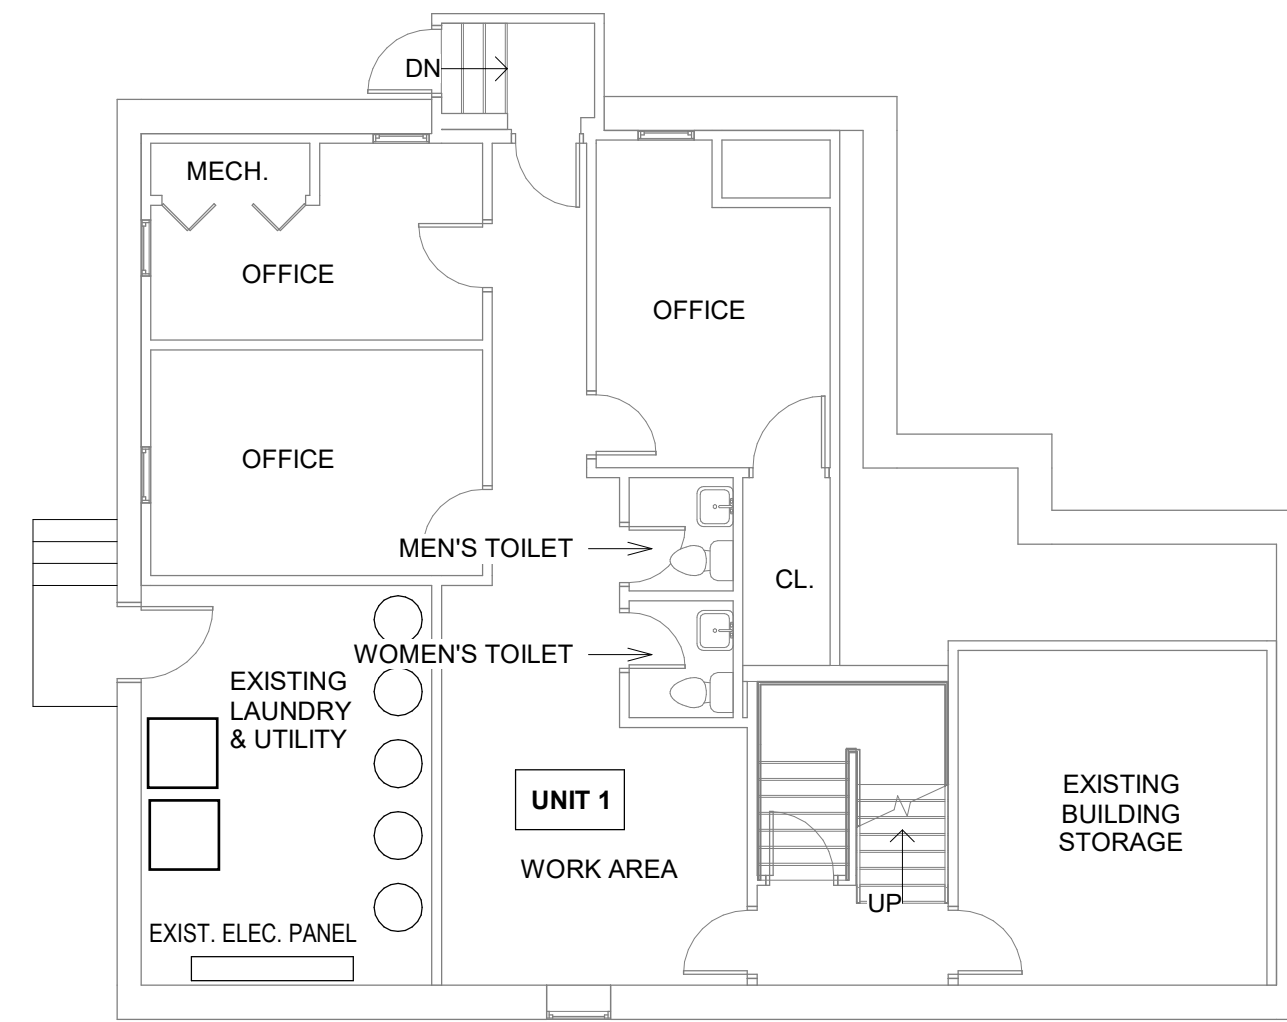 DN
MECH.
OFFICE
OFFICE
OFFICE
MEN'S TOILET
CL.
WOMEN'S TOILET
EXISTING
LAUNDRY
& UTILITY
UNIT 1
WORK AREA
EXISTING
BUILDING
STORAGE
UP
EXIST. ELEC. PANEL